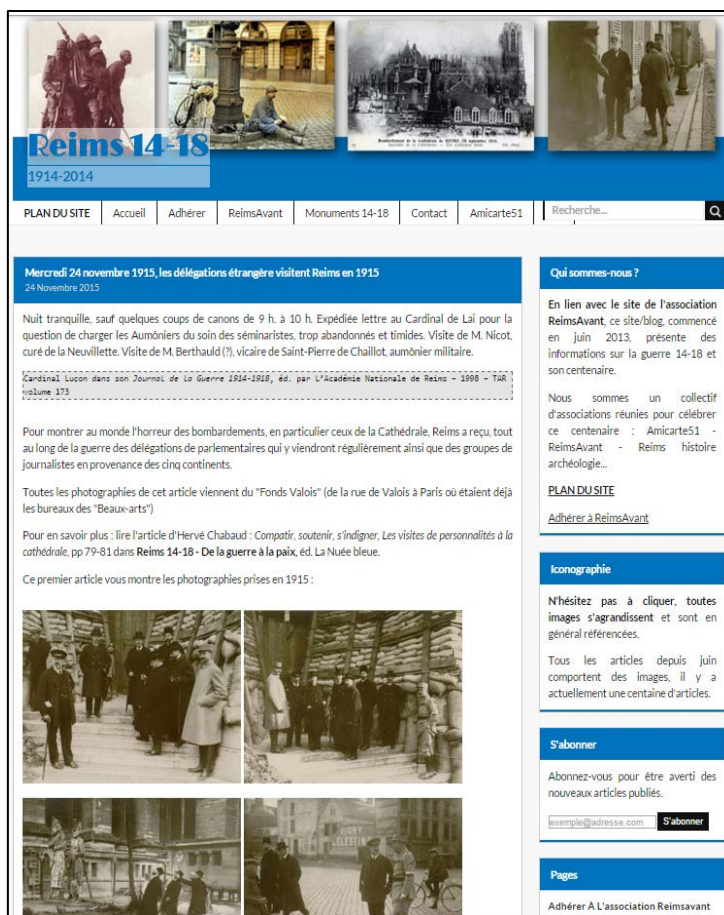 Reims 14-18
1914-2014
PLAN DU SITE
Accueil
Adhérer
ReimsAvant
Monuments 14-18
Contact
Amicarte51
Recherche...
Mercredi 24 novembre 1915, les délégations étrangère visitent Reims en 1915
24 Novembre 2015
Nuit tranquille, sauf quelques coups de canons de 9 h. à 10 h. Expédiée lettre au Cardinal de Lai pour la
question de charger les Aumôniers du soin des séminaristes, trop abandonnés et timides. Visite de M. Nicot,
curé de la Neuvillette. Visite de M. Berthauld (?), vicaire de Saint-Pierre de Chaillot, aumônier militaire.
Cardinal Luçon dans son Journal de La Guerre 1914-1918, éd. par L'Académie Nationale de Reims – 1998 – TAR
volume 173
Pour montrer au monde l'horreur des bombardements, en particulier ceux de la Cathédrale, Reims a reçu, tout
au long de la guerre des délégations de parlementaires qui y viendront régulièrement ainsi que des groupes de
journalistes en provenance des cinq continents.
Toutes les photographies de cet article viennent du "Fonds Valois" (de la rue de Valois à Paris où étaient déjà
les bureaux des "Beaux-arts")
Pour en savoir plus : lire l'article d'Hervé Chabaud : Compatir, soutenir, s'indigner, Les visites de personnalités à la
cathédrale, pp 79-81 dans Reims 14-18 - De la guerre à la paix, éd. La Nuée bleue.
Ce premier article vous montre les photographies prises en 1915 :
VICHY
CELESTIN
Qui sommes-nous ?
En lien avec le site de l'association
ReimsAvant, ce site/blog, commencé
en juin 2013, présente des
informations sur la guerre 14-18 et
son centenaire.
Nous sommes un collectif
d'associations réunies pour célébrer
ce centenaire : Amicarte51 -
ReimsAvant - Reims histoire
archéologie...
PLAN DU SITE
Adhérer à ReimsAvant
Iconographie
N'hésitez pas à cliquer, toutes
images s'agrandissent et sont en
général référencées.
Tous les articles depuis juin
comportent des images, il y a
actuellement une centaine d'articles.
S'abonner
Abonnez-vous pour être averti des
nouveaux articles publiés.
exemple@adresse.com
S'abonner
Pages
Adhérer À L'association Reimsavant